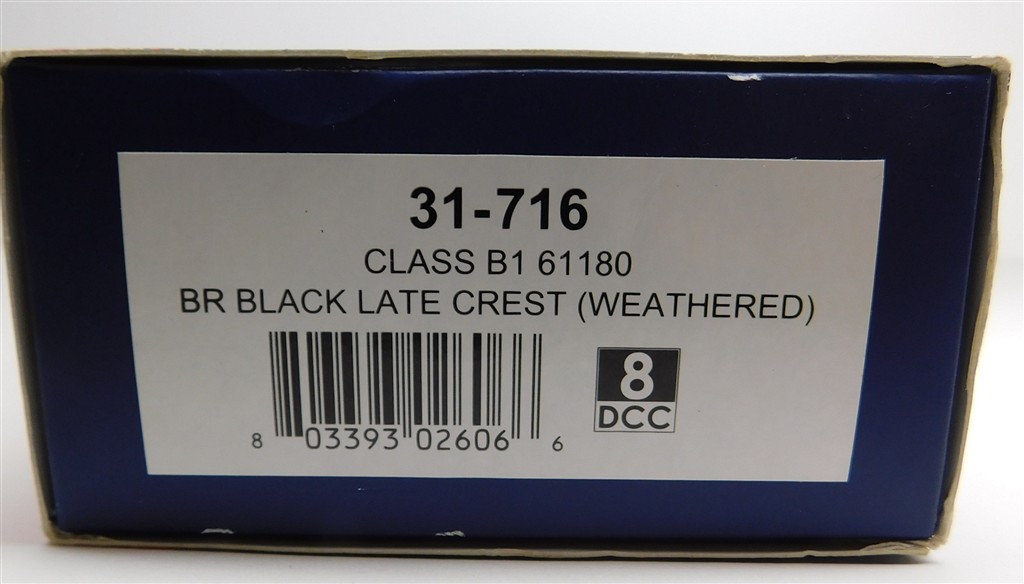 31-716
CLASS B1 61180
BR BLACK LATE CREST (WEATHERED)
8 03393 02606 6
8
DCC